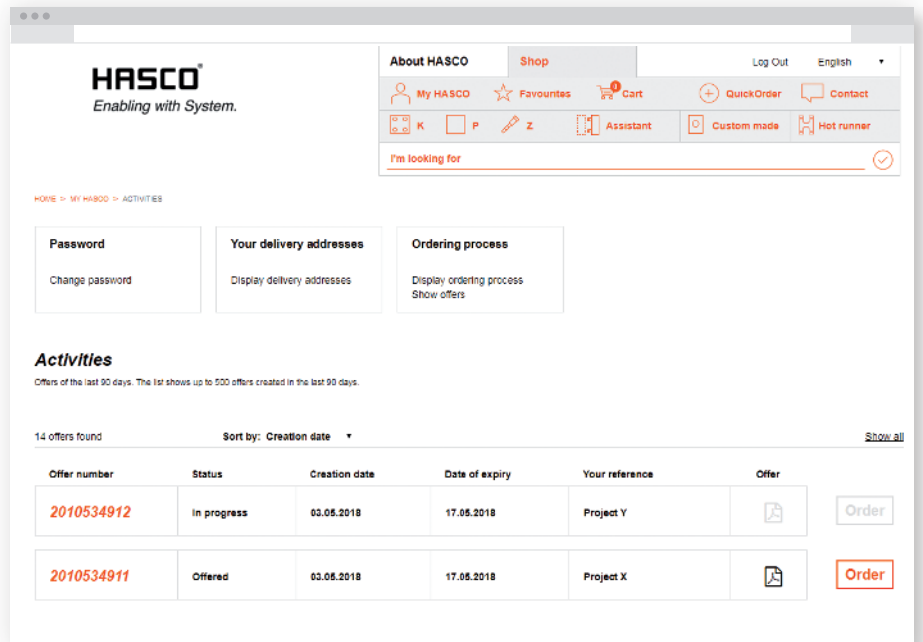 HASCO®
Enabling with System.
About HASCO Shop Log Out English
My HASCO Favourites 0 Cart QuickOrder Contact
K P Z Assistant Custom made Hot runner
I'm looking for
HOME > MY HASCO > ACTIVITIES
Password Your delivery addresses Ordering process
Change password Display delivery addresses Display ordering process
Show offers
Activities
Offers of the last 90 days. The list shows up to 500 offers created in the last 90 days.
14 offers found Sort by: Creation date Show all
Offer number Status Creation date Date of expiry Your reference Offer
2010534912 In progress 03.05.2018 17.05.2018 Project Y Order
2010534911 Offered 03.05.2018 17.05.2018 Project X Order